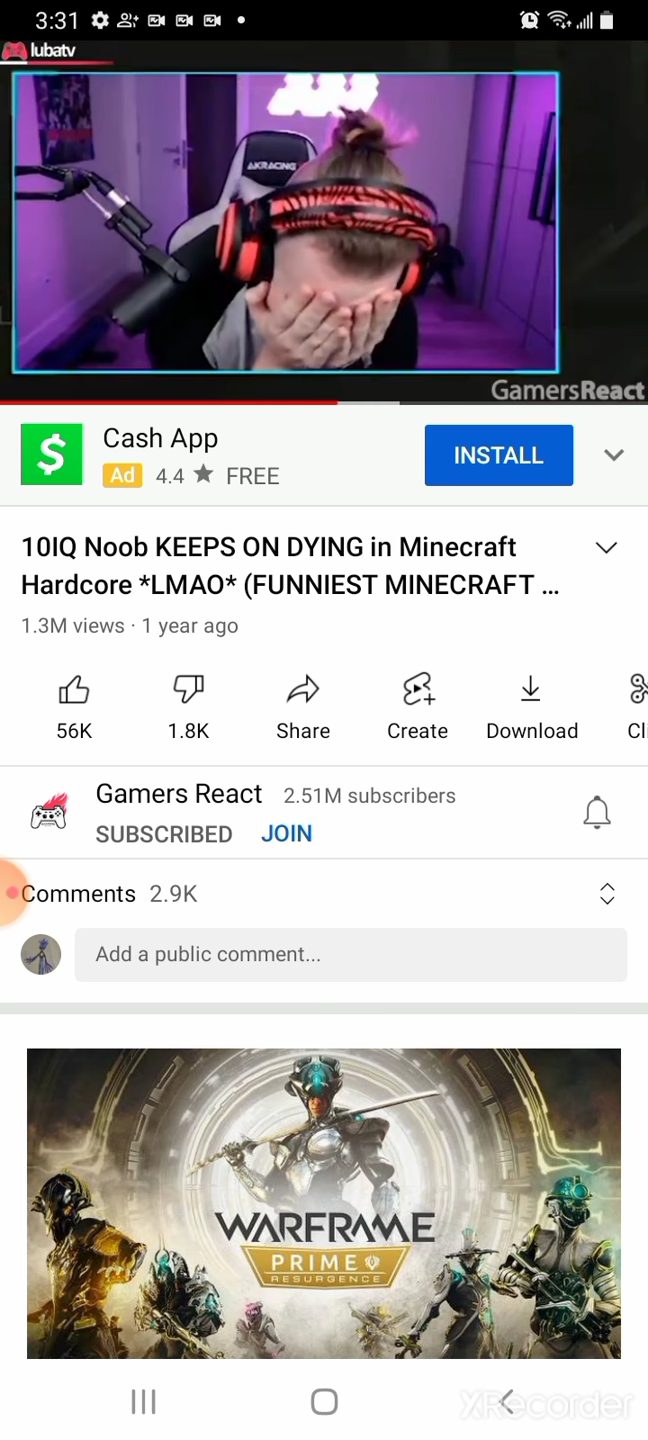 3:31
lubatv
AKRACING
GamersReact
$
Cash App
Ad 4.4 ★ FREE
INSTALL
10IQ Noob KEEPS ON DYING in Minecraft
Hardcore *LMAO* (FUNNIEST MINECRAFT ...
1.3M views · 1 year ago
56K
1.8K
Share
Create
Download
Cli
Gamers React 2.51M subscribers
SUBSCRIBED JOIN
Comments 2.9K
Add a public comment...
WARFRAME
PRIME
RESURGENCE
XRecorder